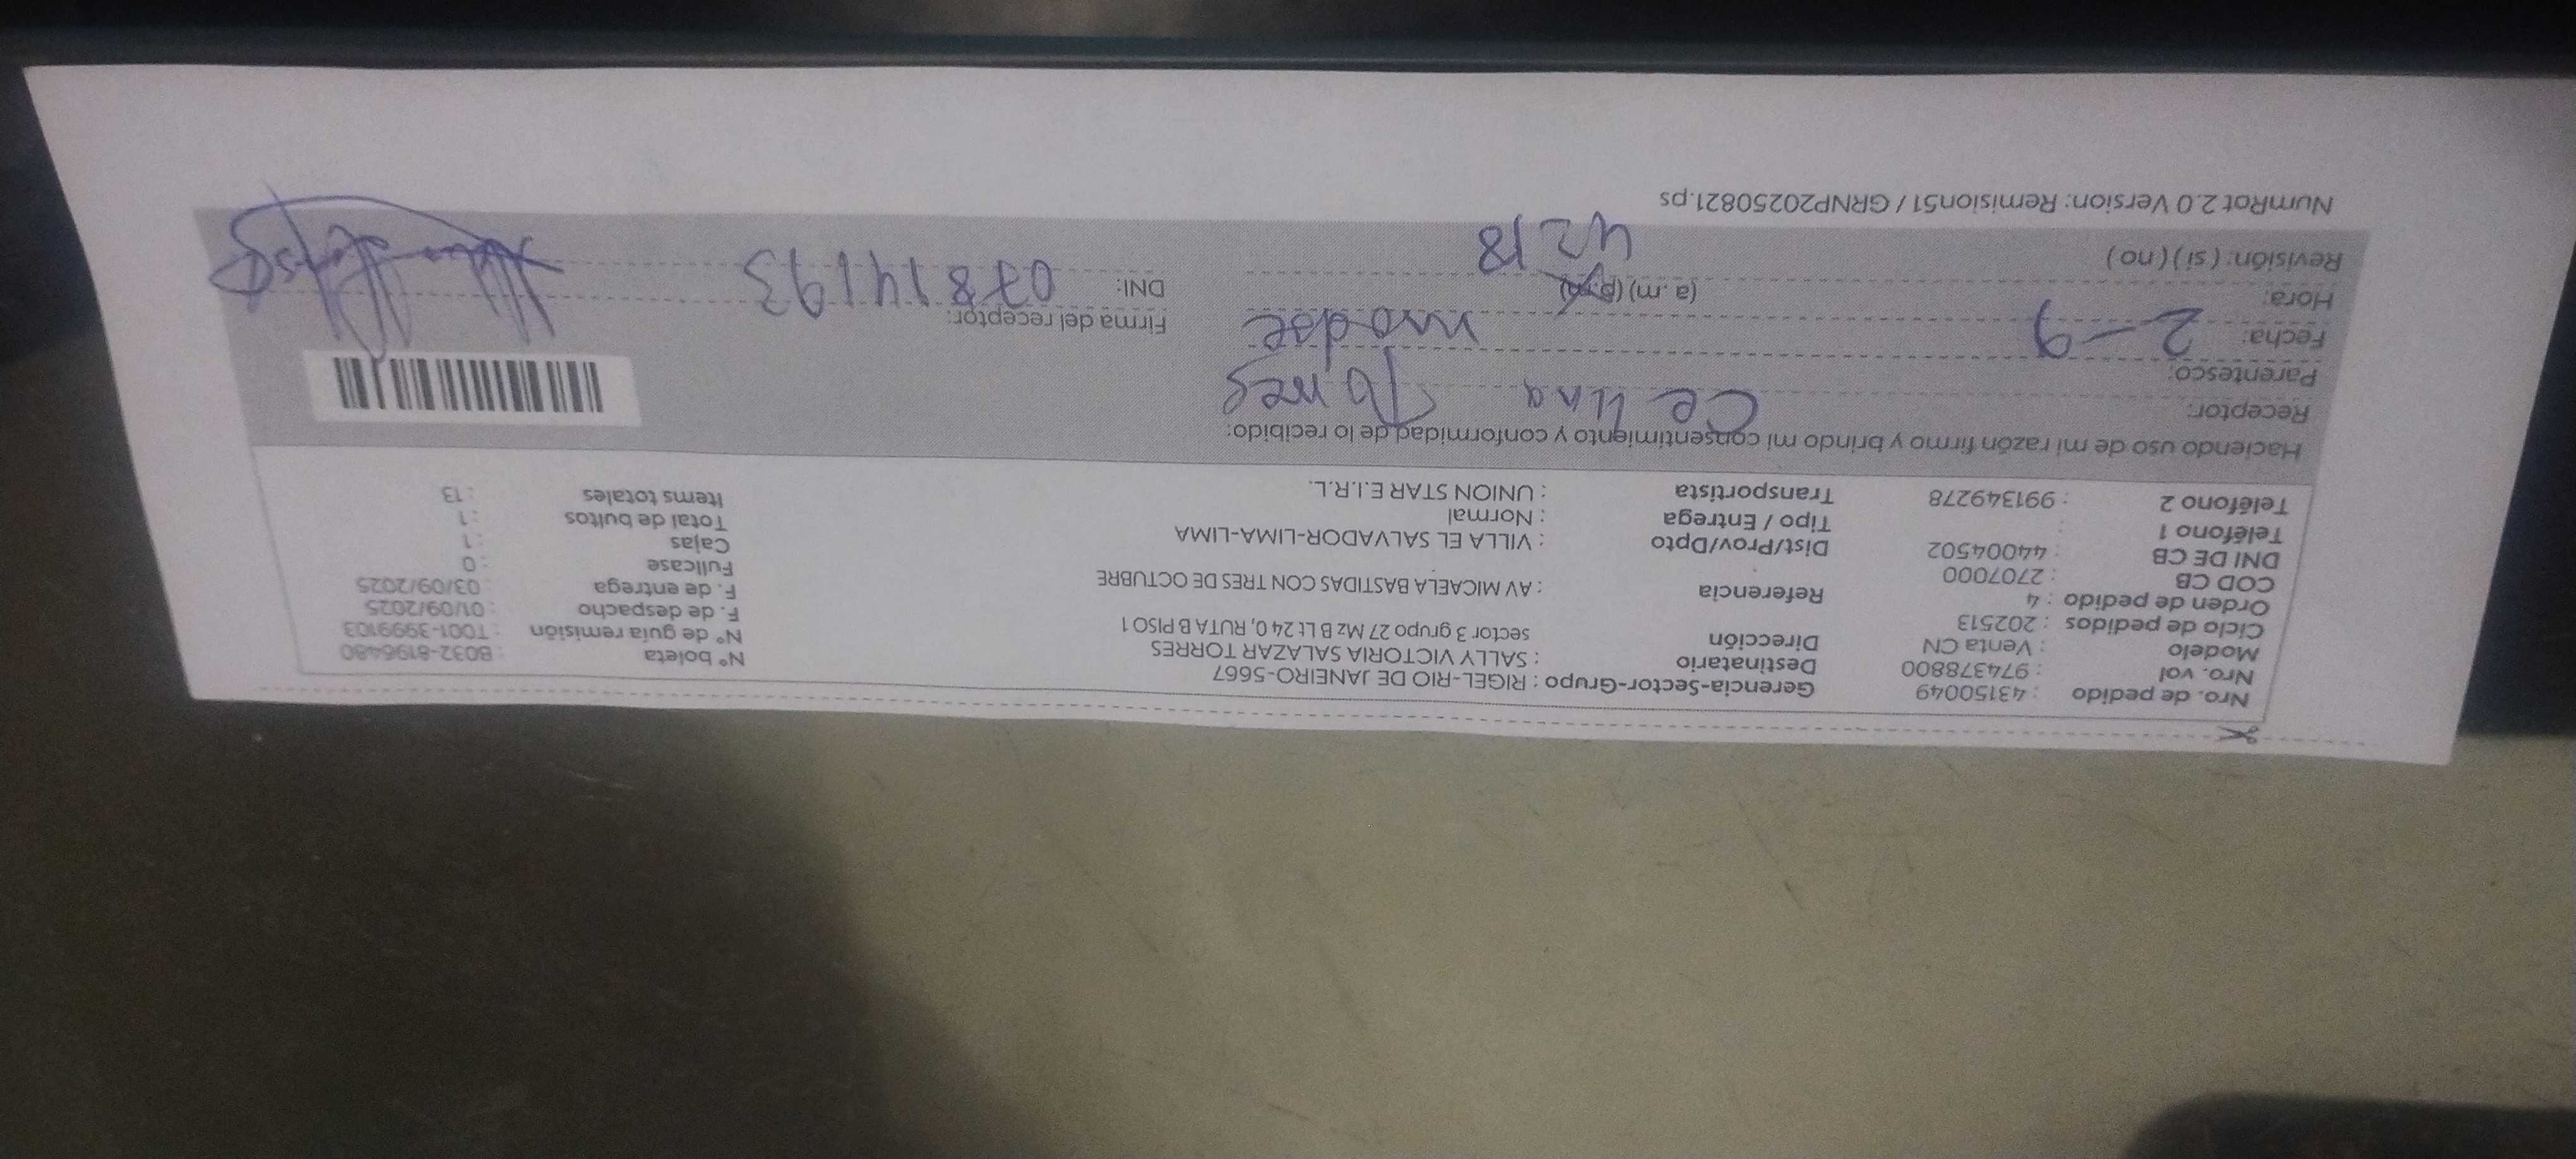 Nro. de pedido : 43150049 Gerencia-Sector-Grupo : RIGEL-RIO DE JANEIRO-5667 N° boleta : B032-8196480
Nro. vol : 974378800 Destinatario : SALLY VICTORIA SALAZAR TORRES N° de guía remisión : T001-3999103
Modelo : Venta CN Dirección sector 3 grupo 27 Mz B Lt 24 0, RUTA B PISO 1 F. de despacho : 01/09/2025
Ciclo de pedidos : 202513 F. de entrega : 03/09/2025
Orden de pedido : 4 Referencia : AV MICAELA BASTIDAS CON TRES DE OCTUBRE Fullcase : 0
COD CB : 2707000 Cajas : 1
DNI DE CB : 44004502 Dist/Prov/Dpto : VILLA EL SALVADOR-LIMA-LIMA Total de bultos : 1
Teléfono 1 : Tipo / Entrega : Normal Items totales : 13
Teléfono 2 : 991349278 Transportista : UNION STAR E.I.R.L.
Haciendo uso de mi razón firmo y brindo mi consentimiento y conformidad de lo recibido:
Receptor: Celina Torres
Parentesco:
Fecha: 2-9 Firma del receptor:
Hora: (a.m) (p.m) DNI: 07814193
Revisión: (si) (no) 4218
NumRot 2.0 Version: Remision51 / GRNP20250821.ps